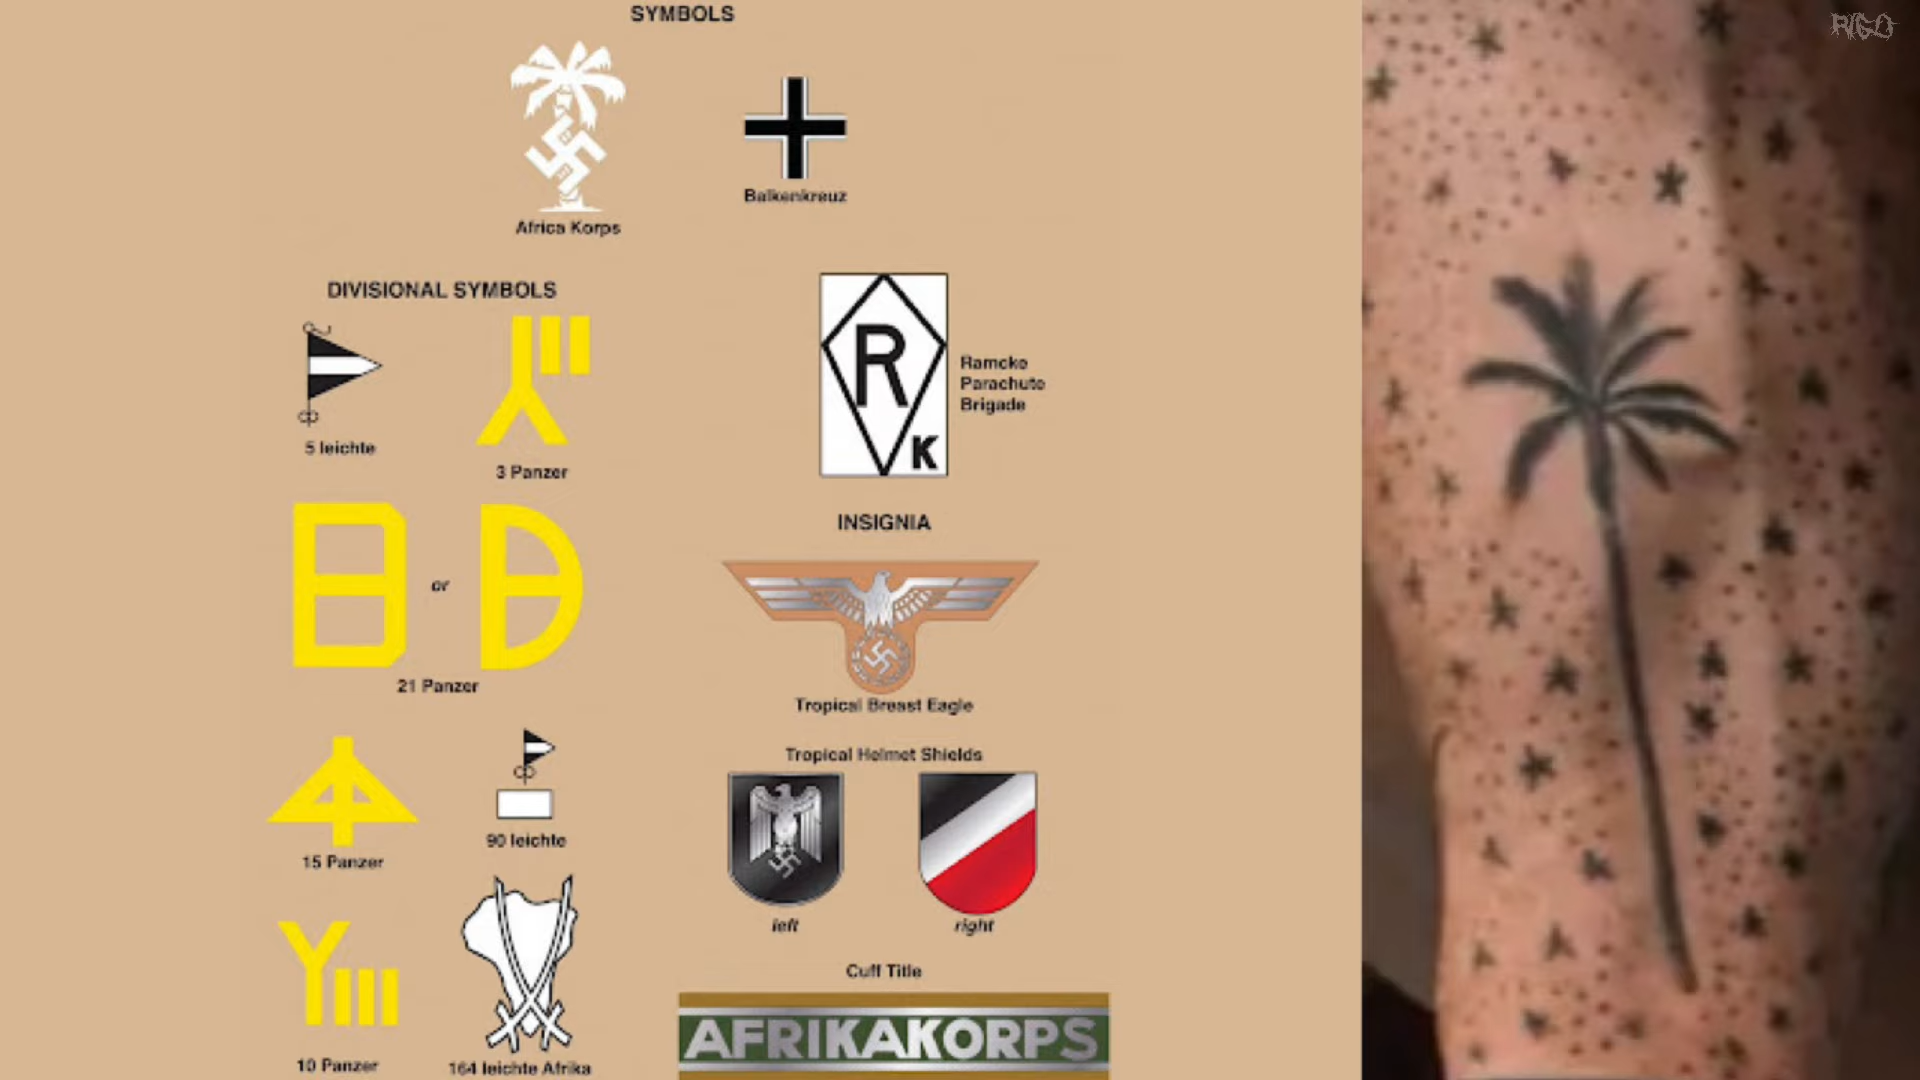 SYMBOLS
Africa Korps
Balkenkreuz
DIVISIONAL SYMBOLS
5 leichte
3 Panzer
R
K
Ramcke
Parachute
Brigade
or
21 Panzer
15 Panzer
90 leichte
10 Panzer
164 leichte Afrika
INSIGNIA
Tropical Breast Eagle
Tropical Helmet Shields
left
right
Cuff Title
AFRIKAKORPS
RIGO